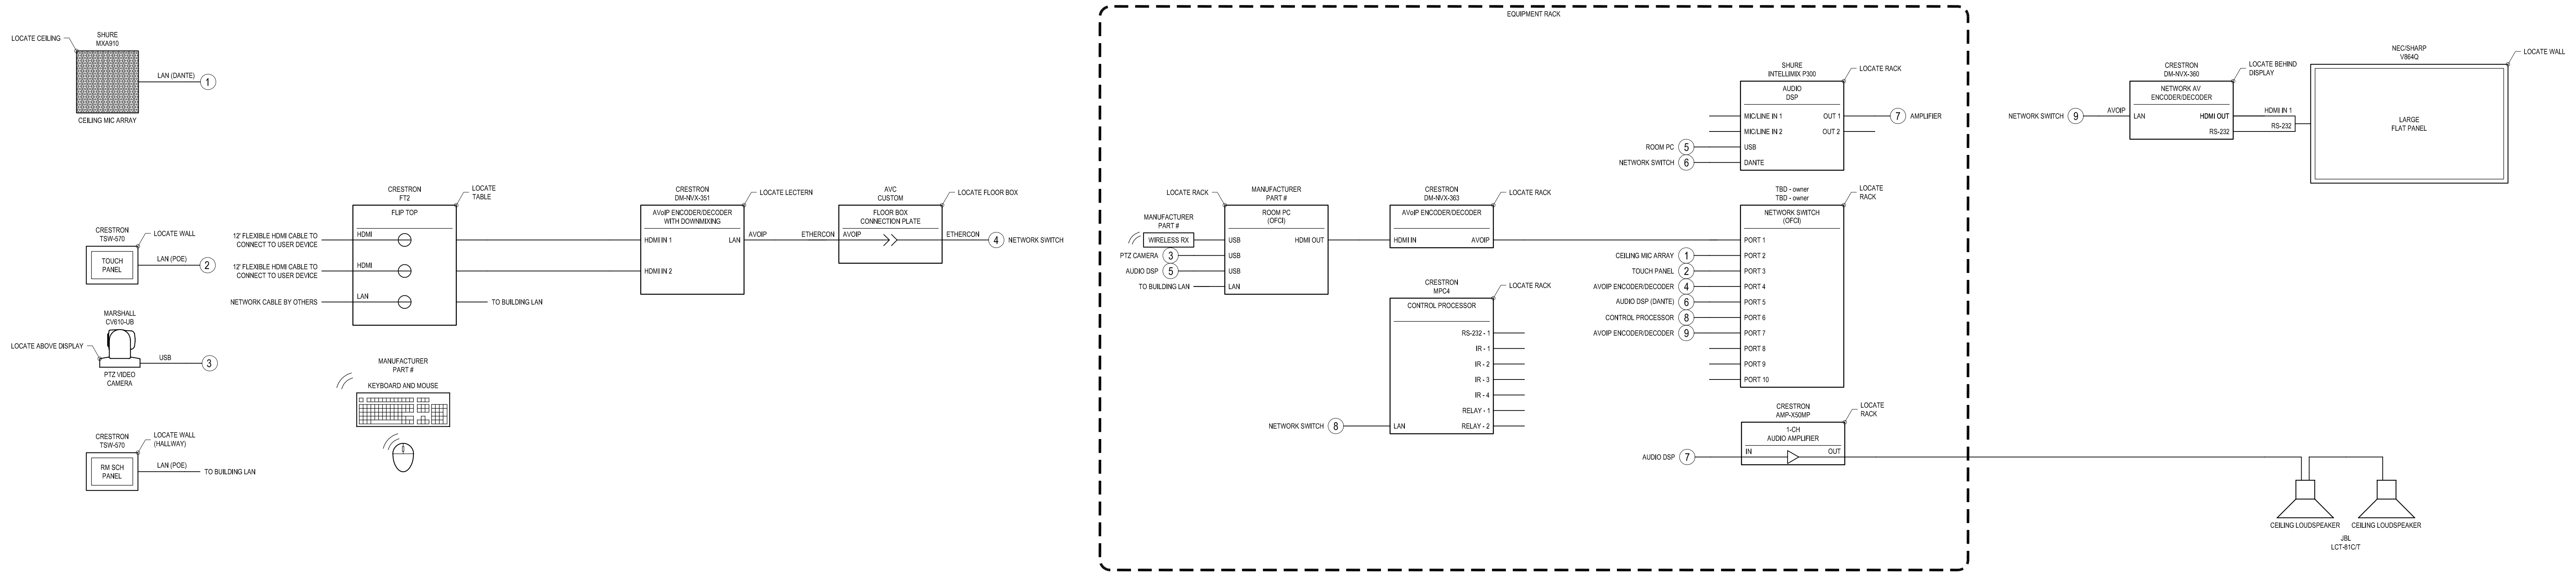 EQUIPMENT RACK
LOCATE CEILING
SHURE
MXA910
LAN (DANTE)
1
CEILING MIC ARRAY
CRESTRON
TSW-570
LOCATE WALL
TOUCH
PANEL
LAN (POE)
2
MARSHALL
CV610-UB
LOCATE ABOVE DISPLAY
USB
3
PTZ VIDEO
CAMERA
CRESTRON
TSW-570
LOCATE WALL
(HALLWAY)
RM SCH
PANEL
LAN (POE)
TO BUILDING LAN
CRESTRON
FT2
LOCATE
TABLE
FLIP TOP
12' FLEXIBLE HDMI CABLE TO
CONNECT TO USER DEVICE
HDMI
12' FLEXIBLE HDMI CABLE TO
CONNECT TO USER DEVICE
HDMI
NETWORK CABLE BY OTHERS
LAN
TO BUILDING LAN
MANUFACTURER
PART #
KEYBOARD AND MOUSE
CRESTRON
DM-NVX-351
LOCATE LECTERN
AVoIP ENCODER/DECODER
WITH DOWNMIXING
HDMI IN 1
LAN
HDMI IN 2
AVOIP
ETHERCON
AVC
CUSTOM
LOCATE FLOOR BOX
FLOOR BOX
CONNECTION PLATE
AVOIP
ETHERCON
4
NETWORK SWITCH
LOCATE RACK
MANUFACTURER
PART #
ROOM PC
(OFCI)
MANUFACTURER
PART #
WIRELESS RX
USB
HDMI OUT
PTZ CAMERA
3
USB
AUDIO DSP
5
USB
TO BUILDING LAN
LAN
CRESTRON
DM-NVX-363
LOCATE RACK
AVoIP ENCODER/DECODER
HDMI IN
AVOIP
CRESTRON
MPC4
LOCATE RACK
CONTROL PROCESSOR
RS-232 - 1
IR - 1
IR - 2
IR - 3
IR - 4
RELAY - 1
NETWORK SWITCH
8
LAN
RELAY - 2
SHURE
INTELLIMIX P300
LOCATE RACK
AUDIO
DSP
MIC/LINE IN 1
OUT 1
7
AMPLIFIER
MIC/LINE IN 2
OUT 2
ROOM PC
5
USB
NETWORK SWITCH
6
DANTE
TBD - owner
TBD - owner
LOCATE
RACK
NETWORK SWITCH
(OFCI)
PORT 1
CEILING MIC ARRAY
1
PORT 2
TOUCH PANEL
2
PORT 3
AVOIP ENCODER/DECODER
4
PORT 4
AUDIO DSP (DANTE)
6
PORT 5
CONTROL PROCESSOR
8
PORT 6
AVOIP ENCODER/DECODER
9
PORT 7
PORT 8
PORT 9
PORT 10
CRESTRON
AMP-X50MP
LOCATE
RACK
1-CH
AUDIO AMPLIFIER
AUDIO DSP
7
IN
OUT
CRESTRON
DM-NVX-360
LOCATE BEHIND
DISPLAY
NETWORK AV
ENCODER/DECODER
NETWORK SWITCH
9
AVOIP
LAN
HDMI OUT
HDMI IN 1
RS-232
RS-232
NEC/SHARP
V864Q
LOCATE WALL
LARGE
FLAT PANEL
CEILING LOUDSPEAKER
CEILING LOUDSPEAKER
JBL
LCT-81C/T